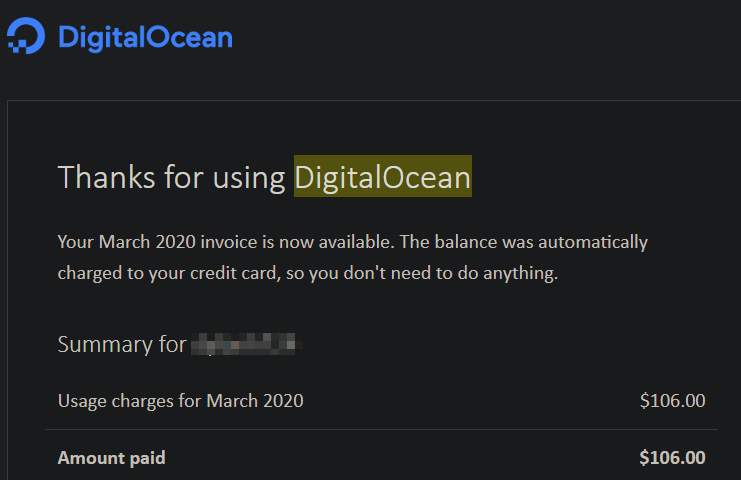 DigitalOcean
Thanks for using DigitalOcean
Your March 2020 invoice is now available. The balance was automatically
charged to your credit card, so you don't need to do anything.
Summary for
Usage charges for March 2020 $106.00
Amount paid $106.00